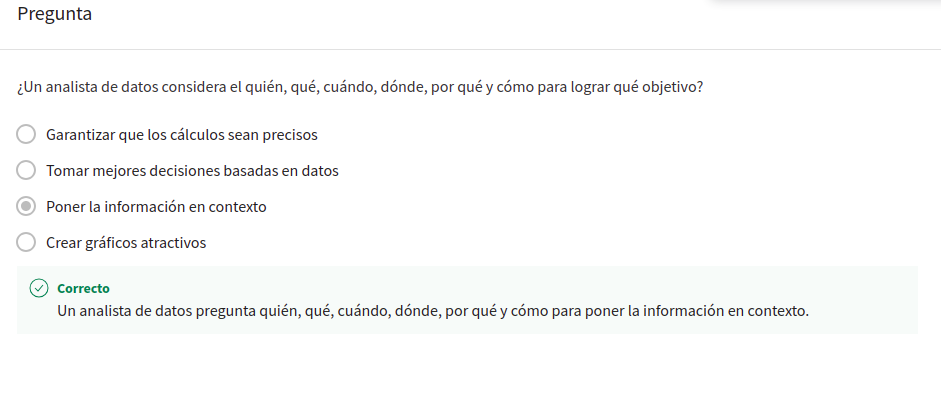 Pregunta
¿Un analista de datos considera el quién, qué, cuándo, dónde, por qué y cómo para lograr qué objetivo?
Garantizar que los cálculos sean precisos
Tomar mejores decisiones basadas en datos
Poner la información en contexto
Crear gráficos atractivos
Correcto
Un analista de datos pregunta quién, qué, cuándo, dónde, por qué y cómo para poner la información en contexto.